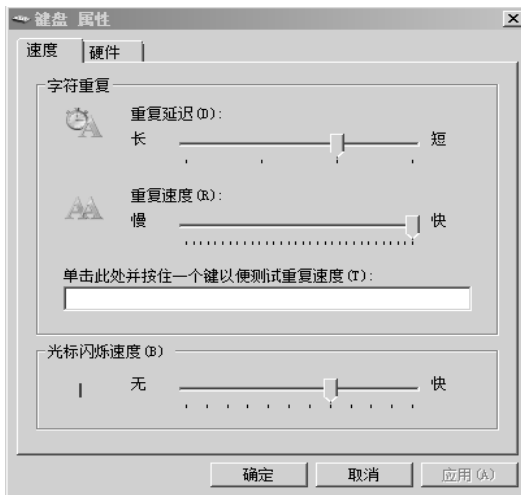 键盘 属性
速度 硬件
字符重复
重复延迟(D):
长 短
重复速度(R):
慢 快
单击此处并按住一个键以便测试重复速度(T):
光标闪烁速度(B)
无 快
确定 取消 应用(A)